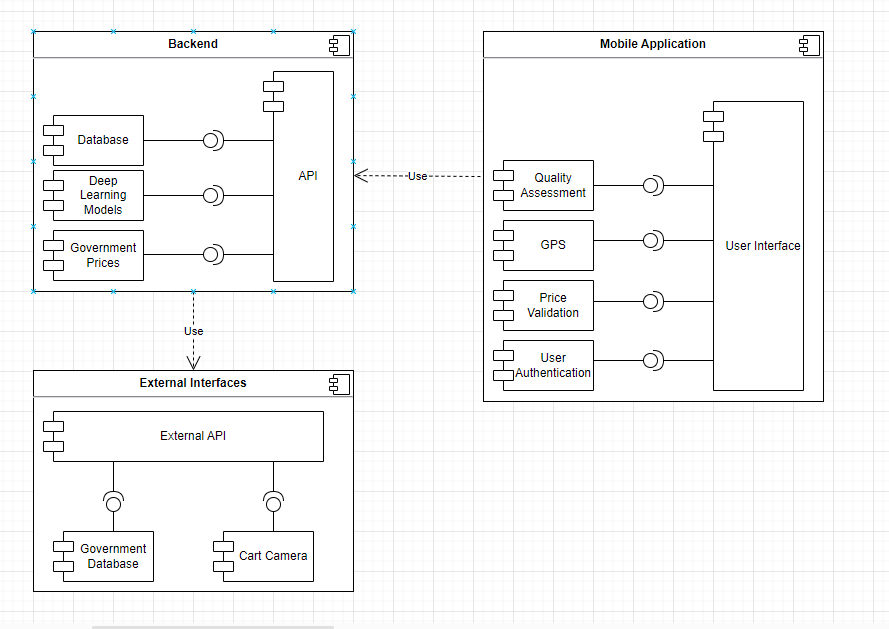 Backend
Database
Deep
Learning
Models
Government
Prices
API
Use
Mobile Application
Quality
Assessment
GPS
Price
Validation
User
Authentication
User Interface
Use
External Interfaces
External API
Government
Database
Cart Camera